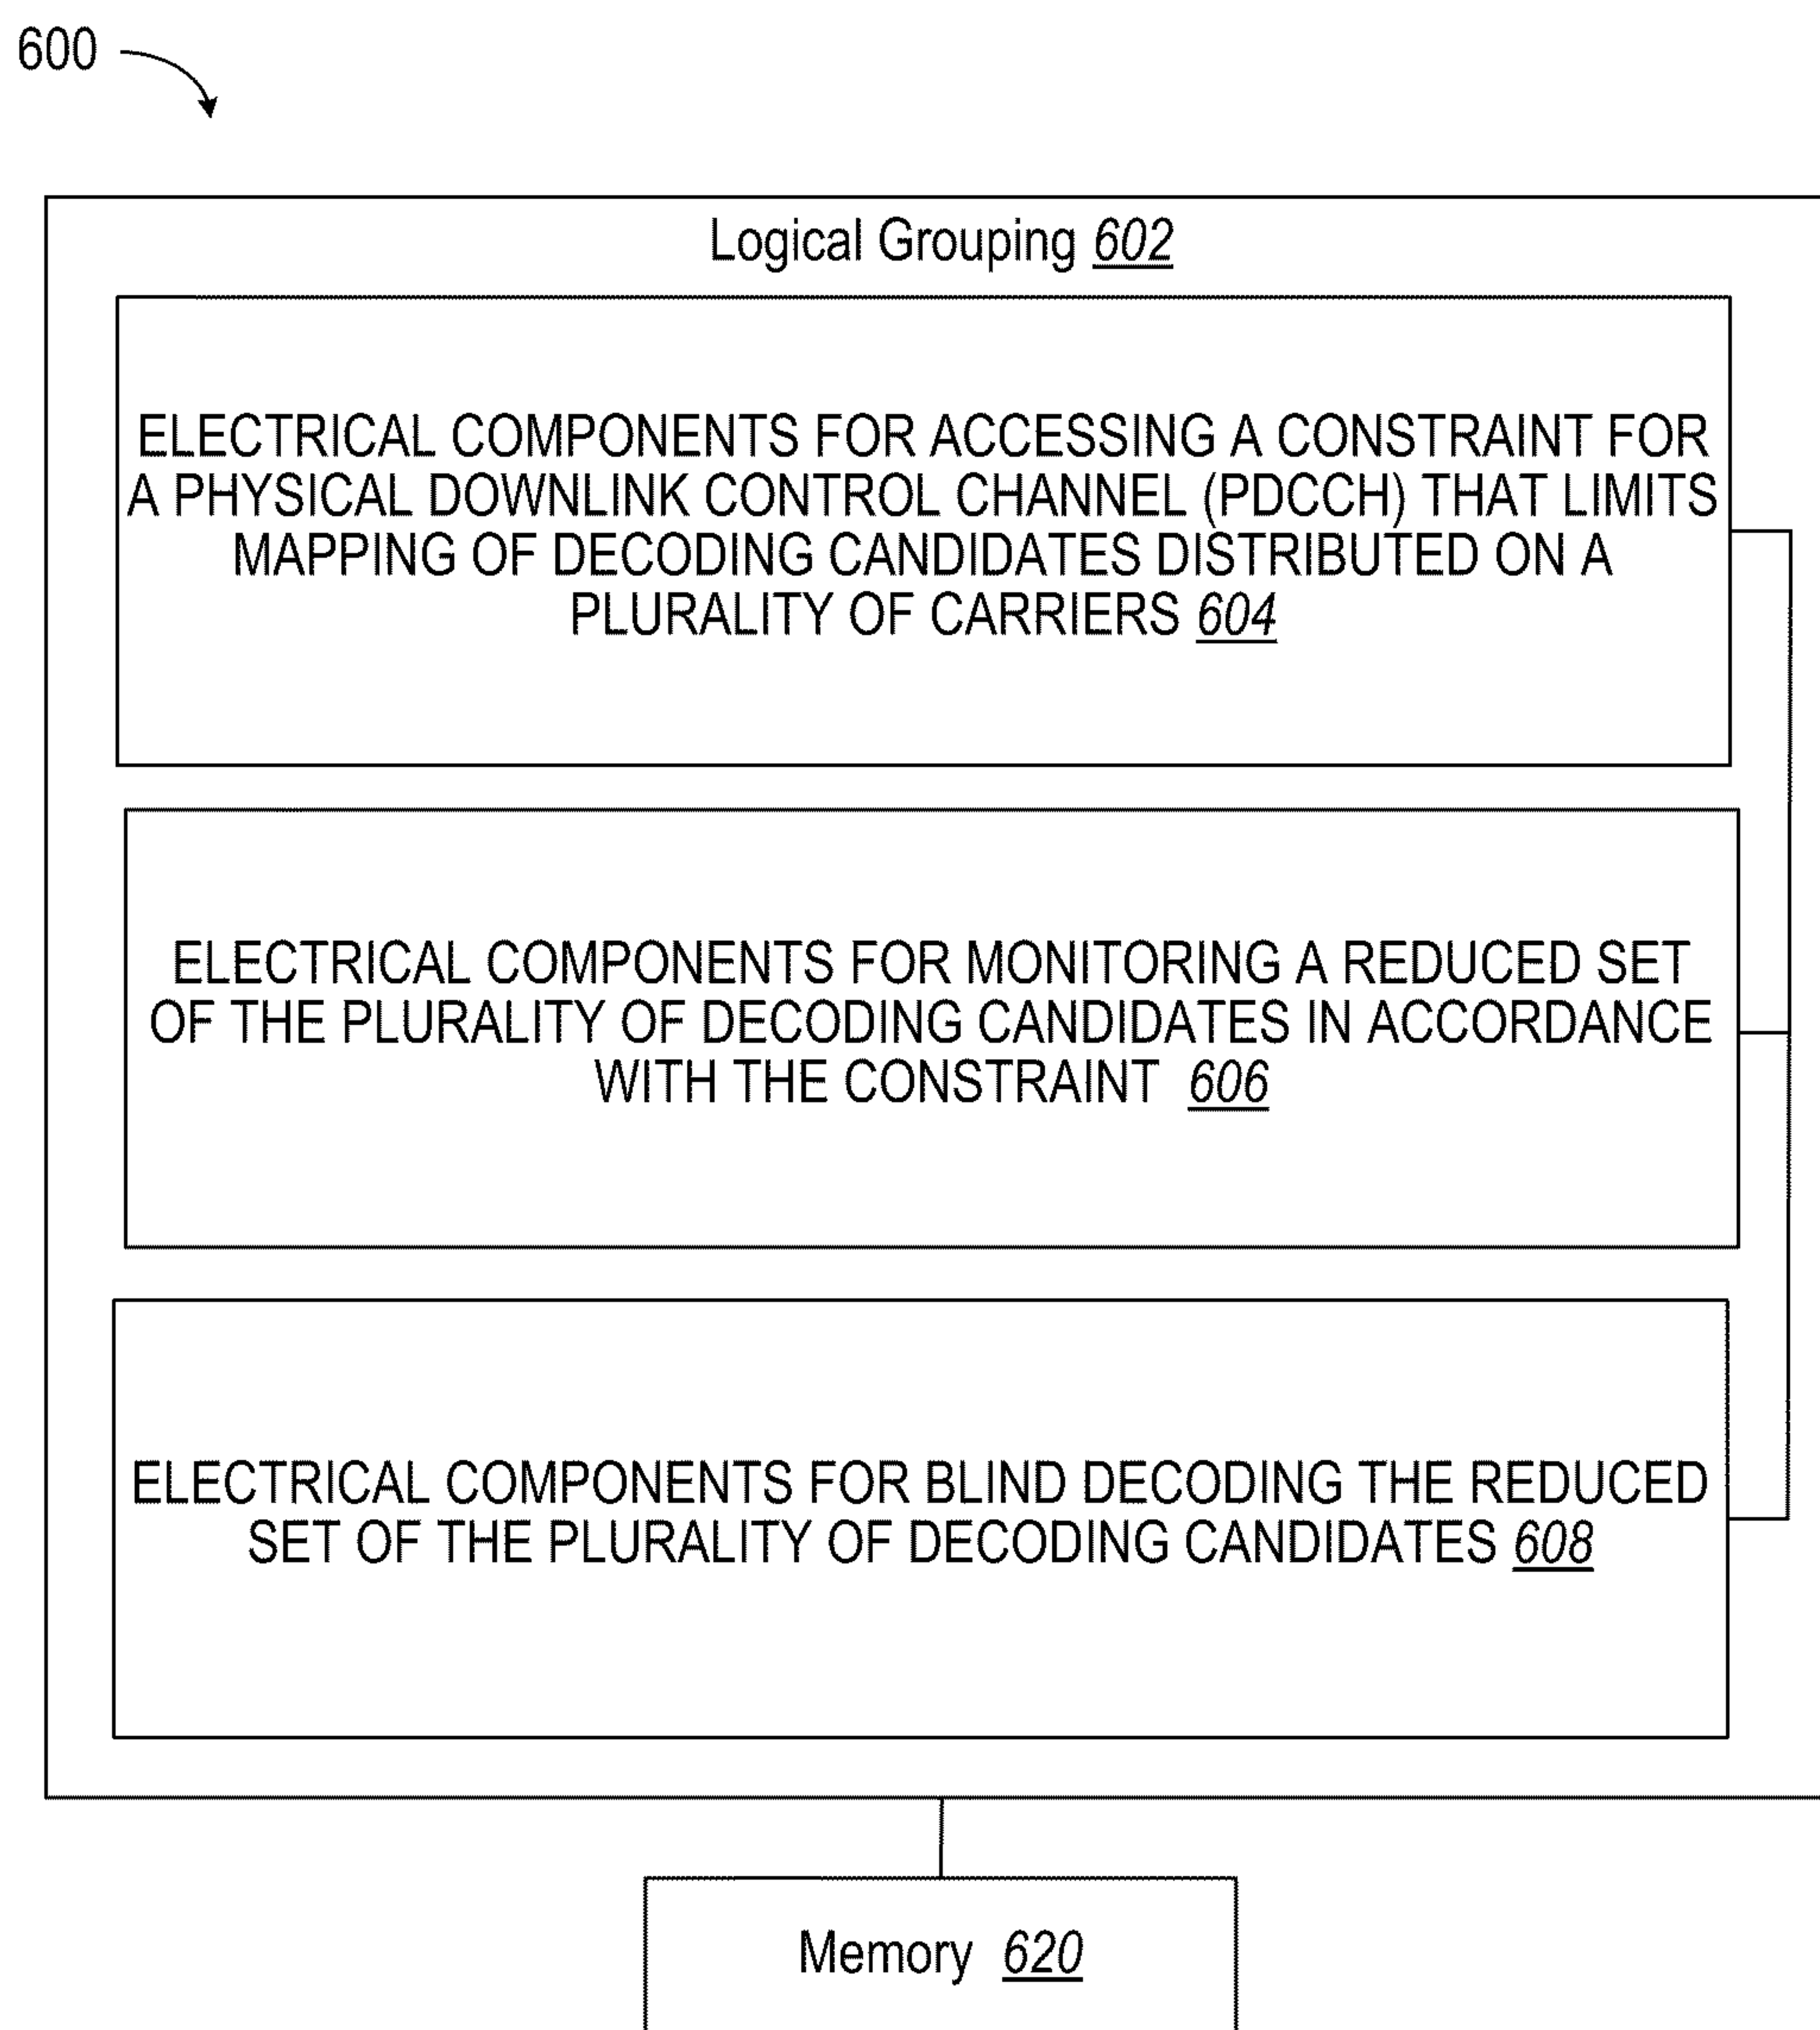 600
Logical Grouping 602
ELECTRICAL COMPONENTS FOR ACCESSING A CONSTRAINT FOR
A PHYSICAL DOWNLINK CONTROL CHANNEL (PDCCH) THAT LIMITS
MAPPING OF DECODING CANDIDATES DISTRIBUTED ON A
PLURALITY OF CARRIERS 604
ELECTRICAL COMPONENTS FOR MONITORING A REDUCED SET
OF THE PLURALITY OF DECODING CANDIDATES IN ACCORDANCE
WITH THE CONSTRAINT 606
ELECTRICAL COMPONENTS FOR BLIND DECODING THE REDUCED
SET OF THE PLURALITY OF DECODING CANDIDATES 608
Memory 620